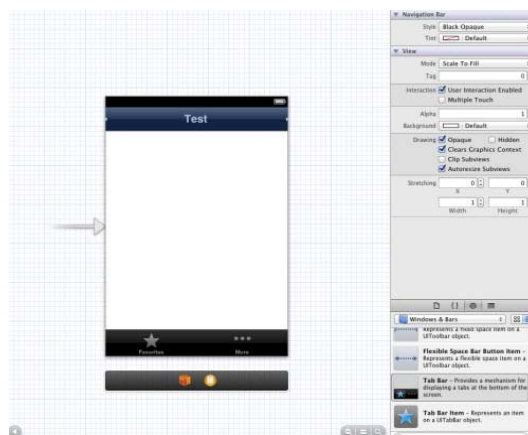 Navigation Bar
Style Black Opaque
Tint Default
View
Mode Scale To Fill
Tag 0
Interaction User Interaction Enabled
Multiple Touch
Alpha 1
Background Default
Drawing Opaque Hidden
Clears Graphics Context
Clip Subviews
Autoresize Subviews
Stretching 0 0
X Y
1 1
Width Height
Test
Favorites More
Windows & Bars
Represents a fixed space item on a
UIToolbar object.
Flexible Space Bar Button Item -
Represents a flexible space item on a
UIToolbar object.
Tab Bar - Provides a mechanism for
displaying a tabs at the bottom of the
screen.
Tab Bar Item - Represents an item
on a UITabBar object.